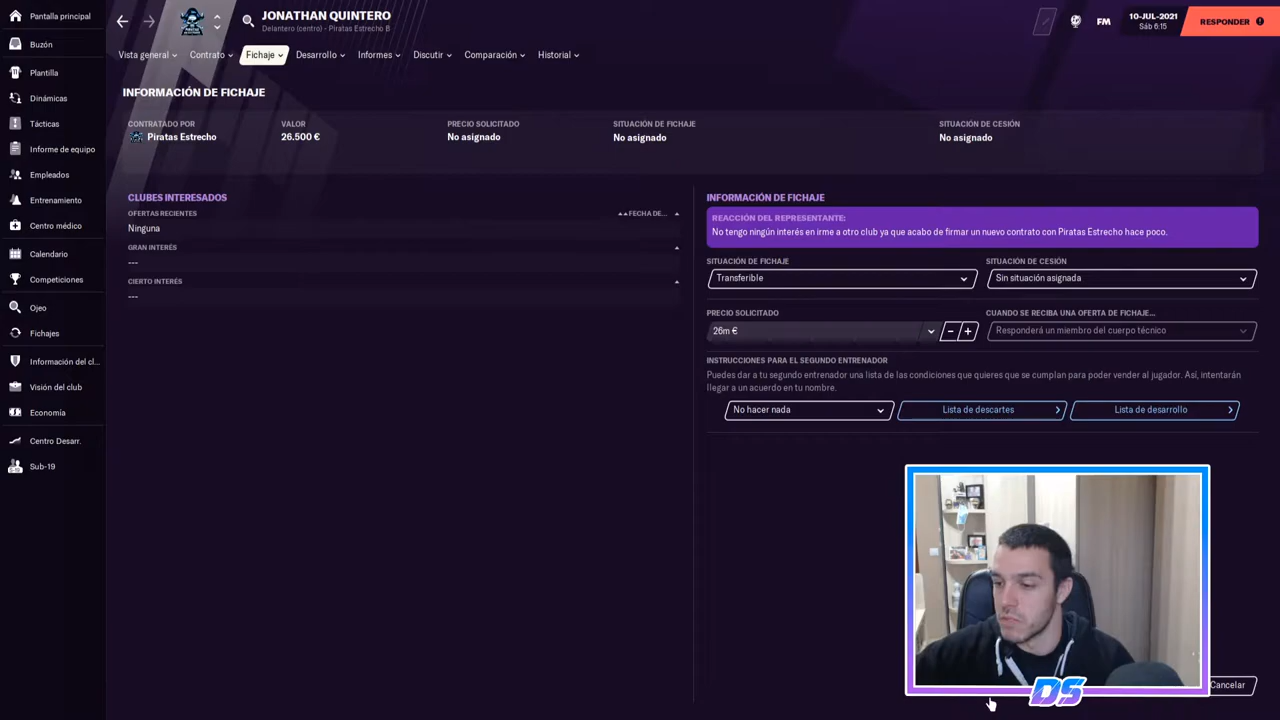 Pantalla principal
JONATHAN QUINTERO
Delantero (centro) - Piratas Estrecho B
FM
10-JUL-2021
Sáb 6:15
RESPONDER
Buzón
Vista general
Contrato
Fichaje
Desarrollo
Informes
Discutir
Comparación
Historial
Plantilla
Dinámicas
Tácticas
Informe de equipo
Empleados
Entrenamiento
Centro médico
Calendario
Competiciones
Ojeo
Fichajes
Información del cl...
Visión del club
Economía
Centro Desarr.
Sub-19
INFORMACIÓN DE FICHAJE
CONTRATADO POR
Piratas Estrecho
VALOR
26.500 €
PRECIO SOLICITADO
No asignado
SITUACIÓN DE FICHAJE
No asignado
SITUACIÓN DE CESIÓN
No asignado
CLUBES INTERESADOS
OFERTAS RECIENTES
FECHA DE...
Ninguna
GRAN INTERÉS
---
CIERTO INTERÉS
---
INFORMACIÓN DE FICHAJE
REACCIÓN DEL REPRESENTANTE:
No tengo ningún interés en irme a otro club ya que acabo de firmar un nuevo contrato con Piratas Estrecho hace poco.
SITUACIÓN DE FICHAJE
Transferible
SITUACIÓN DE CESIÓN
Sin situación asignada
PRECIO SOLICITADO
26m €
CUANDO SE RECIBA UNA OFERTA DE FICHAJE...
Responderá un miembro del cuerpo técnico
INSTRUCCIONES PARA EL SEGUNDO ENTRENADOR
Puedes dar a tu segundo entrenador una lista de las condiciones que quieres que se cumplan para poder vender al jugador. Así, intentarán
llegar a un acuerdo en tu nombre.
No hacer nada
Lista de descartes
Lista de desarrollo
Cancelar
DS